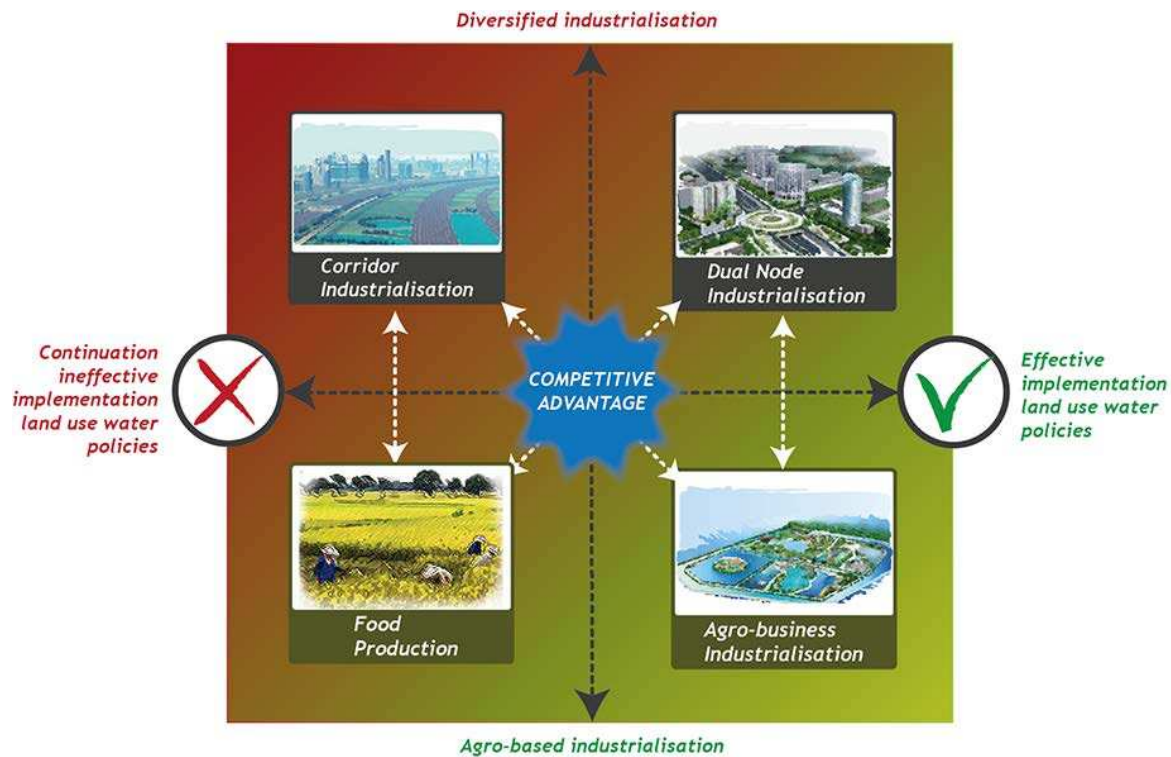 Diversified industrialisation
Corridor
Industrialisation
Dual Node
Industrialisation
Continuation
ineffective
implementation
land use water
policies
COMPETITIVE
ADVANTAGE
Effective
implementation
land use water
policies
Food
Production
Agro-business
Industrialisation
Agro-based industrialisation